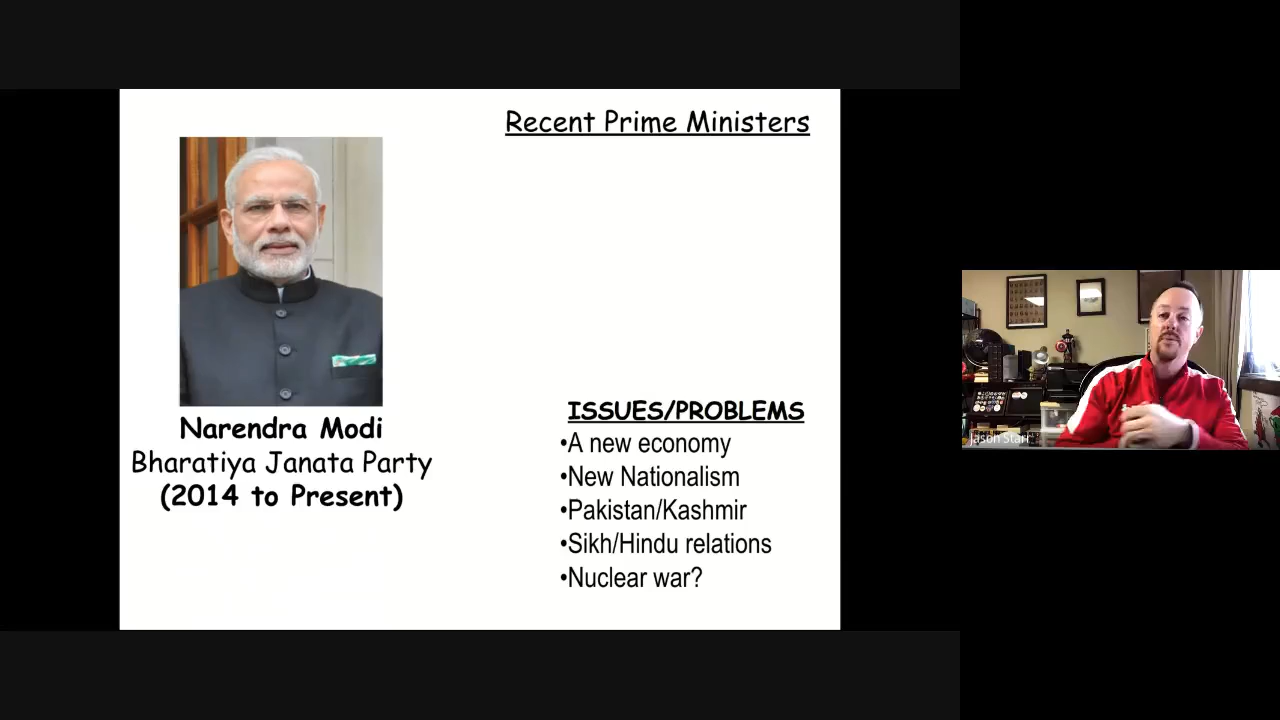 Recent Prime Ministers
Narendra Modi
Bharatiya Janata Party
(2014 to Present)
ISSUES/PROBLEMS
•A new economy
•New Nationalism
•Pakistan/Kashmir
•Sikh/Hindu relations
•Nuclear war?
Jason Starr